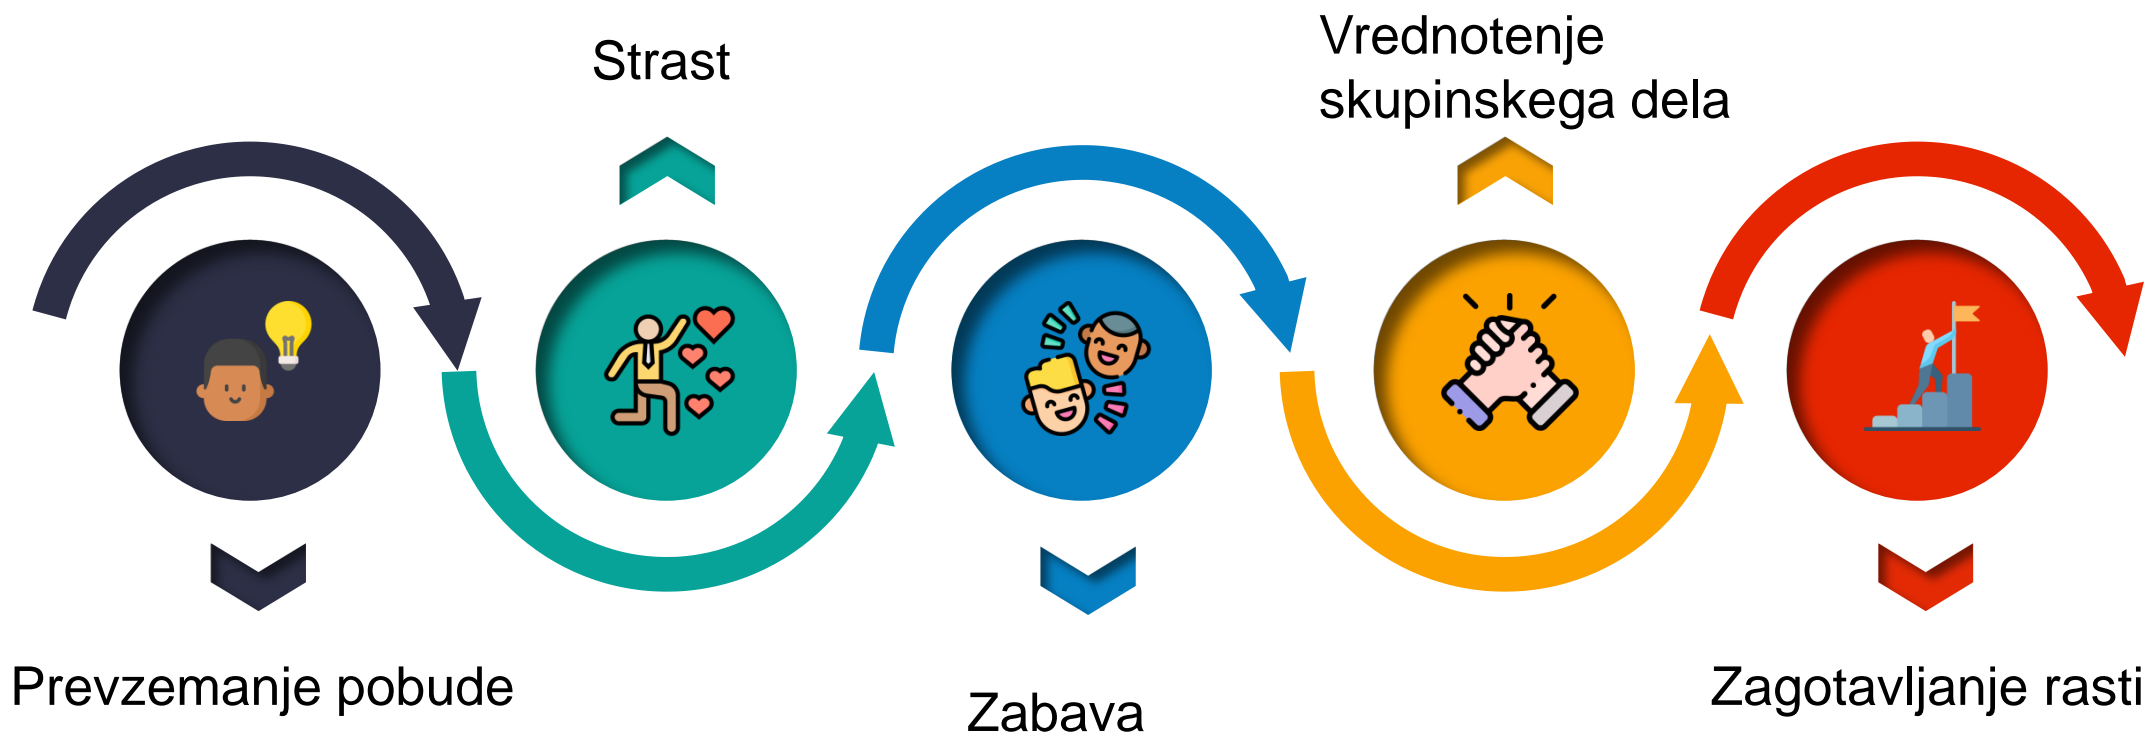 Prevzemanje pobude
Strast
Zabava
Vrednotenje
skupinskega dela
Zagotavljanje rasti